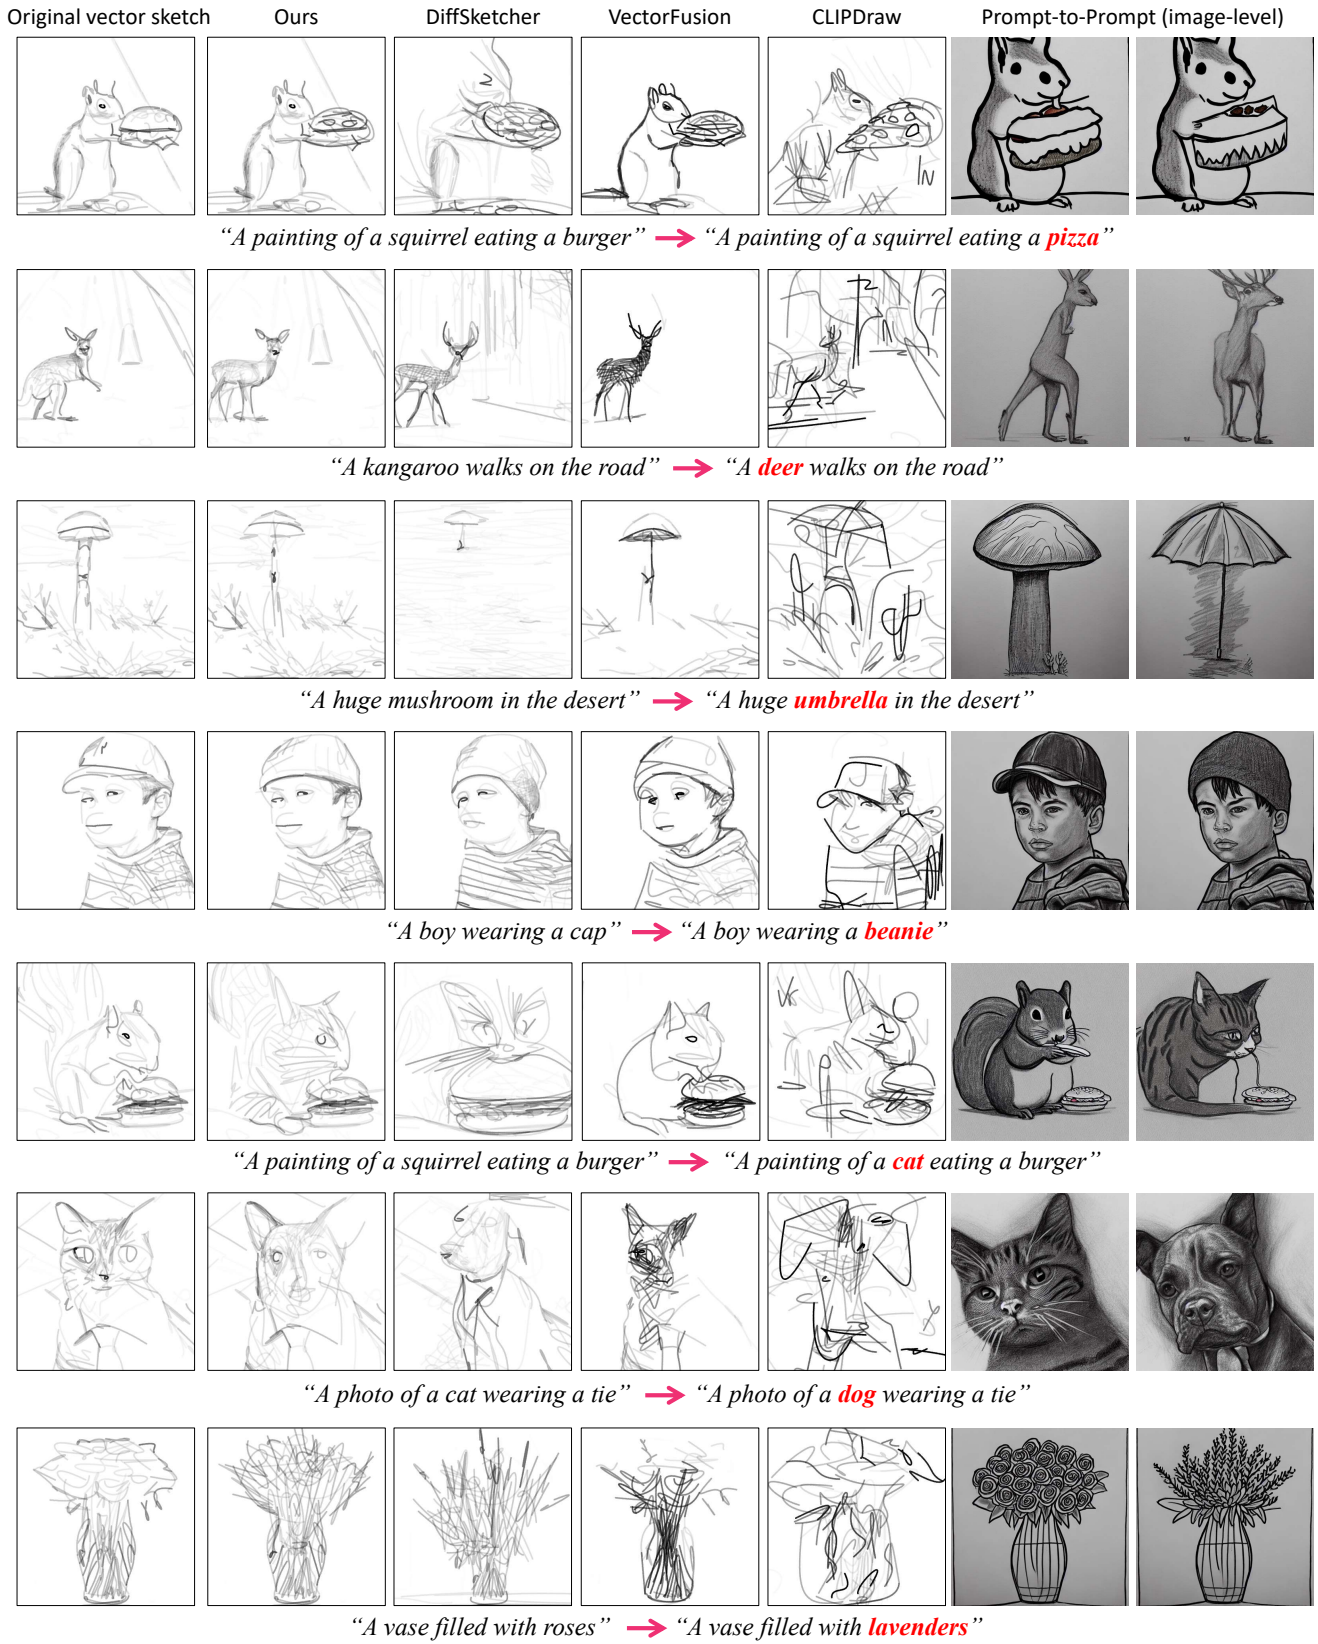 Original vector sketch Ours DiffSketcher VectorFusion CLIPDraw Prompt-to-Prompt (image-level)
“A painting of a squirrel eating a burger” → “A painting of a squirrel eating a pizza”
“A kangaroo walks on the road” → “A deer walks on the road”
“A huge mushroom in the desert” → “A huge umbrella in the desert”
“A boy wearing a cap” → “A boy wearing a beanie”
“A painting of a squirrel eating a burger” → “A painting of a cat eating a burger”
“A photo of a cat wearing a tie” → “A photo of a dog wearing a tie”
“A vase filled with roses” → “A vase filled with lavenders”